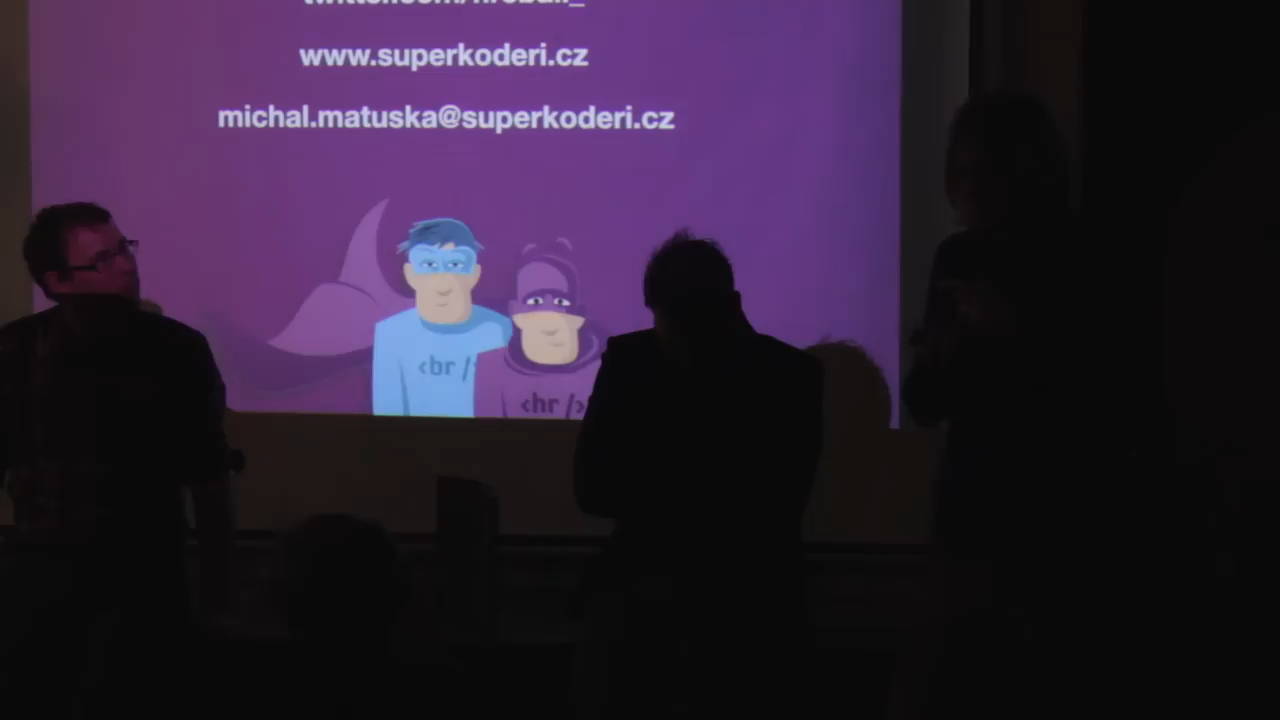 www.superkoderi.cz
michal.matuska@superkoderi.cz
<br />
<hr />